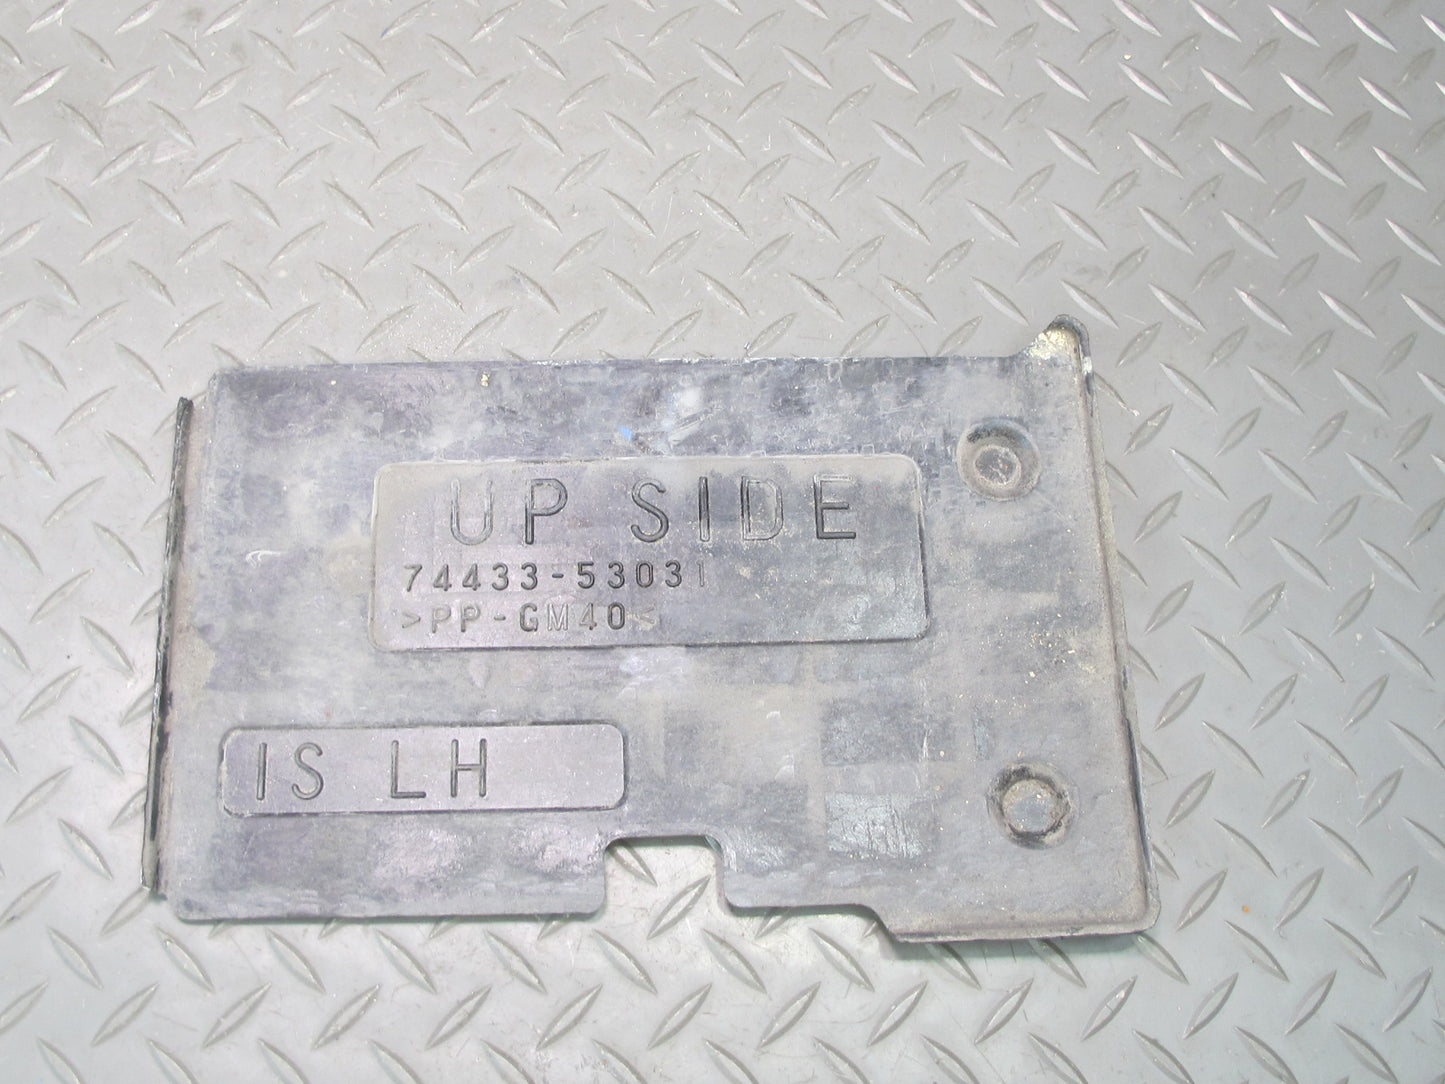 UP SIDE
74433-53031
>PP-GM40<
IS LH